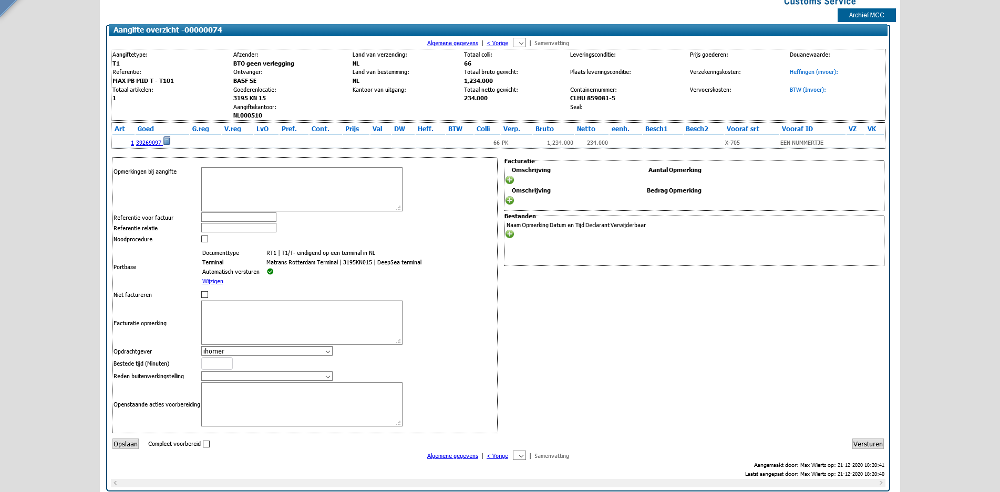 Customs Service
Archief MCC
Aangifte overzicht -00000074
Algemene gegevens | < Vorige | Samenvatting
Aangiftetype: Afzender: Land van verzending: Totaal colli: Leveringsconditie: Prijs goederen: Douanewaarde:
T1 BTO geen verlegging NL 66
Referentie: Ontvanger: Land van bestemming: Totaal bruto gewicht: Plaats leveringsconditie: Verzekeringskosten: Heffingen (invoer):
MAX PB MID T - T101 BASF SE NL 1,234.000
Totaal artikelen: Goederenlocatie: Kantoor van uitgang: Totaal netto gewicht: Containernummer: Vervoerskosten: BTW (Invoer):
1 3195 KN 15 234.000 CLHU 859081-5
Aangiftekantoor: Seal:
NL000510
Art Goed G.reg V.reg LvO Pref. Cont. Prijs Val DW Heff. BTW Colli Verp. Bruto Netto eenh. Besch1 Besch2 Vooraf srt Vooraf ID VZ VK
1 39269097 66 PK 1,234.000 234.000 X-705 EEN NUMMERTJE
Opmerkingen bij aangifte
Referentie voor factuur
Referentie relatie
Noodprocedure
Portbase
Documenttype RT1 | T1/T- eindigend op een terminal in NL
Terminal Matrans Rotterdam Terminal | 3195KN015 | DeepSea terminal
Automatisch versturen
Wijzigen
Niet factureren
Facturatie opmerking
Opdrachtgever ihomer
Bestede tijd (Minuten)
Reden buitenwerkingstelling
Openstaande acties voorbereiding
Facturatie
Omschrijving Aantal Opmerking
Omschrijving Bedrag Opmerking
Bestanden
Naam Opmerking Datum en Tijd Declarant Verwijderbaar
Opslaan Compleet voorbereid Versturen
Algemene gegevens | < Vorige | Samenvatting
Aangemaakt door: Max Wiertz op: 21-12-2020 18:20:41
Laatst aangepast door: Max Wiertz op: 21-12-2020 18:20:40